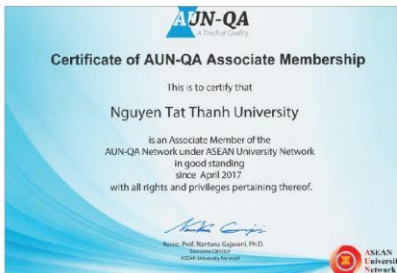 AUN-QA
A Touch of Quality
Certificate of AUN-QA Associate Membership
This is to certify that
Nguyen Tat Thanh University
is an Associate Member of the
AUN-QA Network under ASEAN University Network
in good standing
since April 2017
with all rights and privileges pertaining thereof.
Assoc. Prof. Nantana Gajaseni, Ph.D.
Executive Director
ASEAN University Network
ASEAN
University
Network